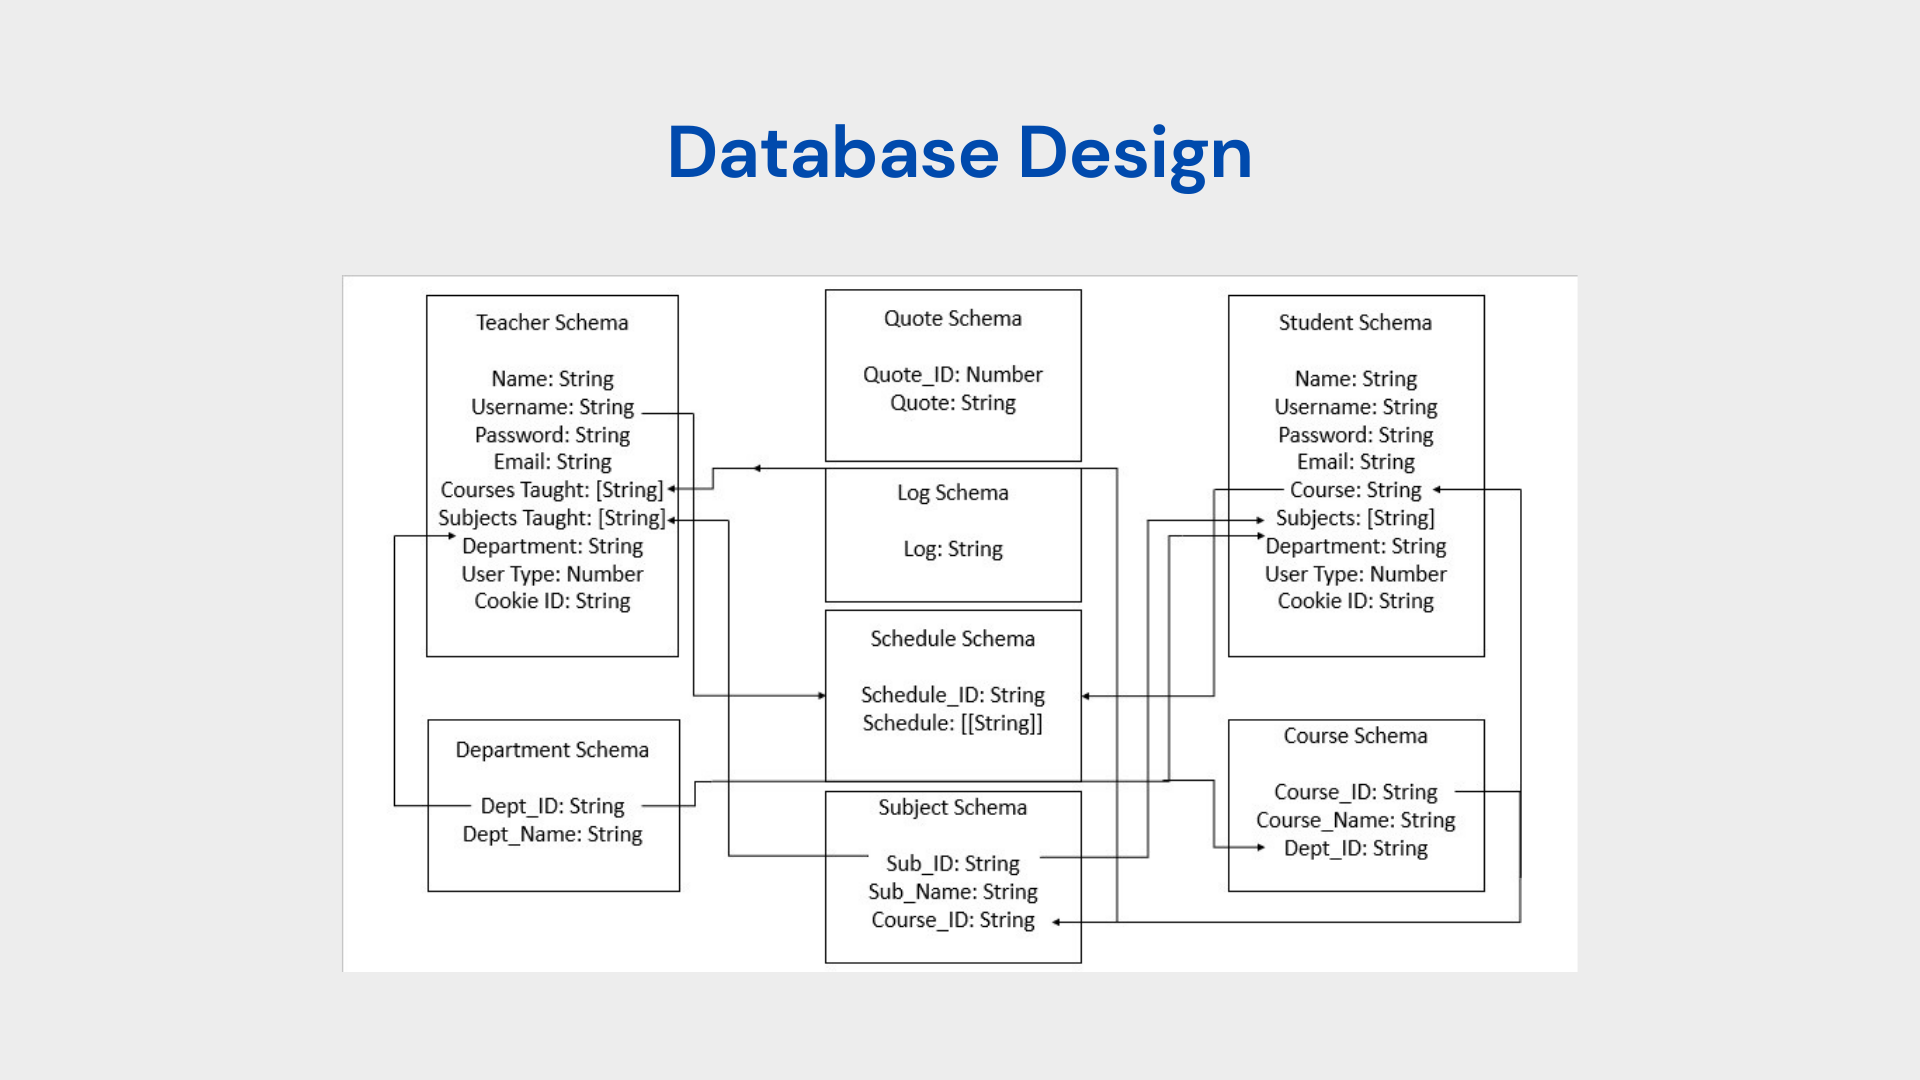 Database Design
Teacher Schema
Name: String
Username: String
Password: String
Email: String
Courses Taught: [String]
Subjects Taught: [String]
Department: String
User Type: Number
Cookie ID: String
Quote Schema
Quote_ID: Number
Quote: String
Log Schema
Log: String
Schedule Schema
Schedule_ID: String
Schedule: [[String]]
Student Schema
Name: String
Username: String
Password: String
Email: String
Course: String
Subjects: [String]
Department: String
User Type: Number
Cookie ID: String
Department Schema
Dept_ID: String
Dept_Name: String
Subject Schema
Sub_ID: String
Sub_Name: String
Course_ID: String
Course Schema
Course_ID: String
Course_Name: String
Dept_ID: String